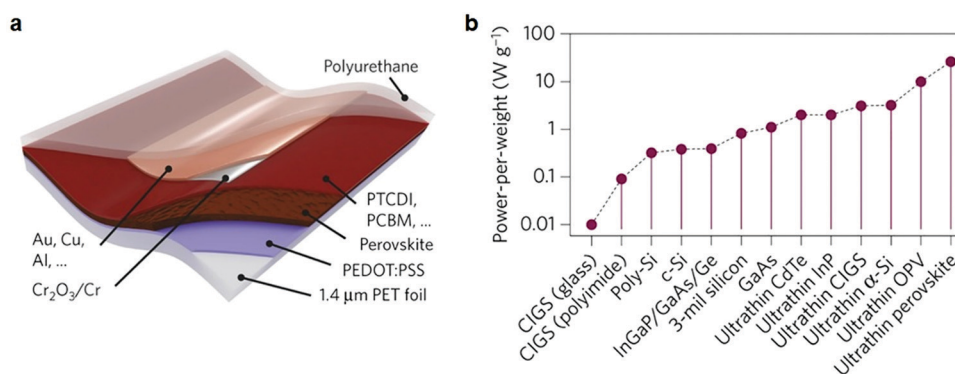 a
Polyurethane
PTCDI,
PCBM, ...
Perovskite
PEDOT:PSS
1.4 μm PET foil
Au, Cu,
Al, ...
Cr₂O₃/Cr
b
Power-per-weight (W g⁻¹)
100
10
1
0.1
0.01
CIGS (glass)
CIGS (polyimide)
Poly-Si
c-Si
InGaP/GaAs/Ge
3-mil silicon
GaAs
Ultrathin CdTe
Ultrathin InP
Ultrathin CIGS
Ultrathin α-Si
Ultrathin OPV
Ultrathin perovskite